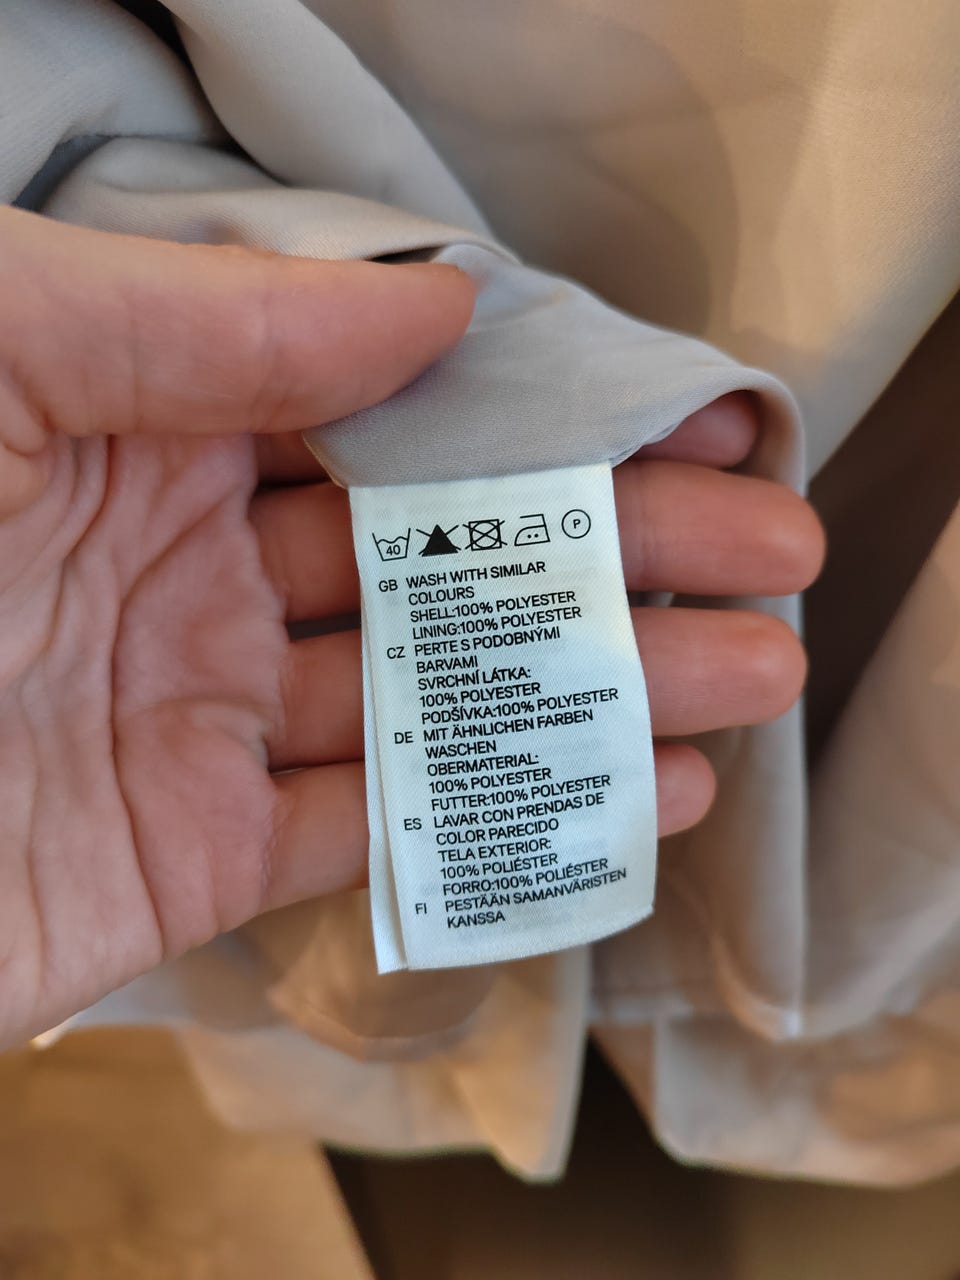 40 P
GB WASH WITH SIMILAR
COLOURS
SHELL:100% POLYESTER
LINING:100% POLYESTER
CZ PERTE S PODOBNÝMI
BARVAMI
SVRCHNÍ LÁTKA:
100% POLYESTER
PODŠÍVKA:100% POLYESTER
DE MIT ÄHNLICHEN FARBEN
WASCHEN
OBERMATERIAL:
100% POLYESTER
FUTTER:100% POLYESTER
ES LAVAR CON PRENDAS DE
COLOR PARECIDO
TELA EXTERIOR:
100% POLIÉSTER
FORRO:100% POLIÉSTER
FI PESTÄÄN SAMANVÄRISTEN
KANSSA